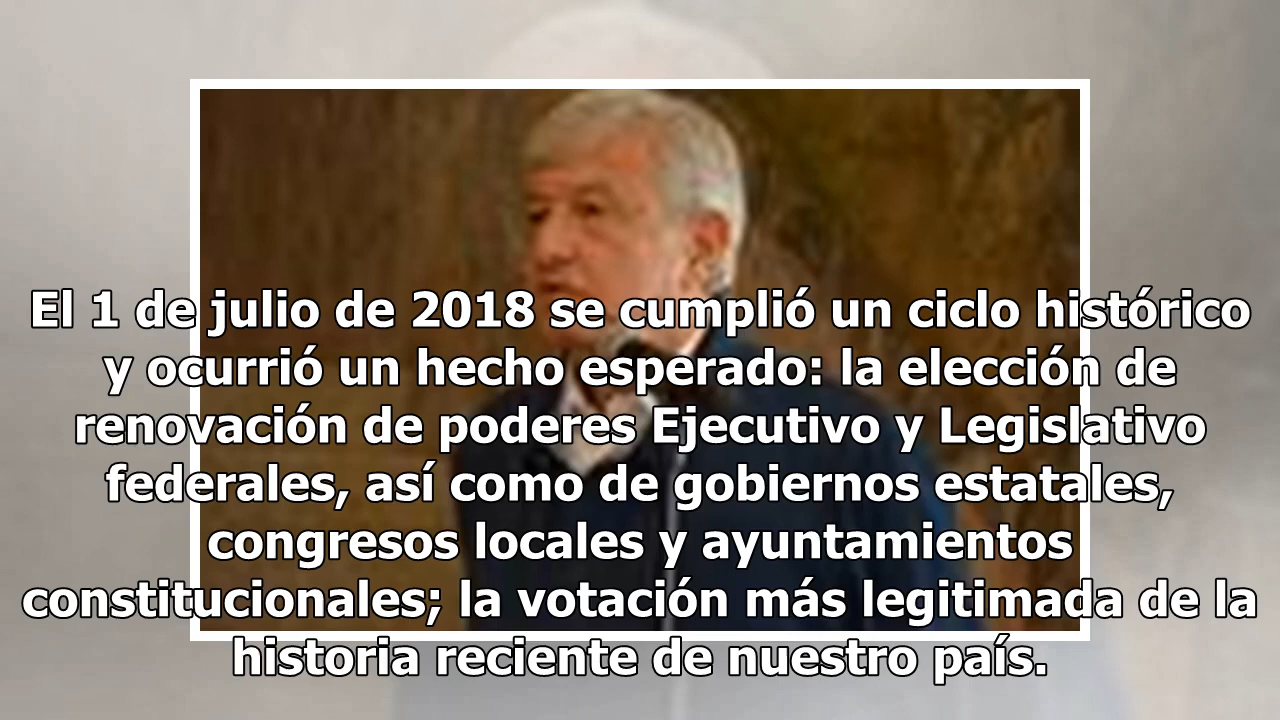 El 1 de julio de 2018 se cumplió un ciclo histórico
y ocurrió un hecho esperado: la elección de
renovación de poderes Ejecutivo y Legislativo
federales, así como de gobiernos estatales,
congresos locales y ayuntamientos
constitucionales; la votación más legitimada de la
historia reciente de nuestro país.